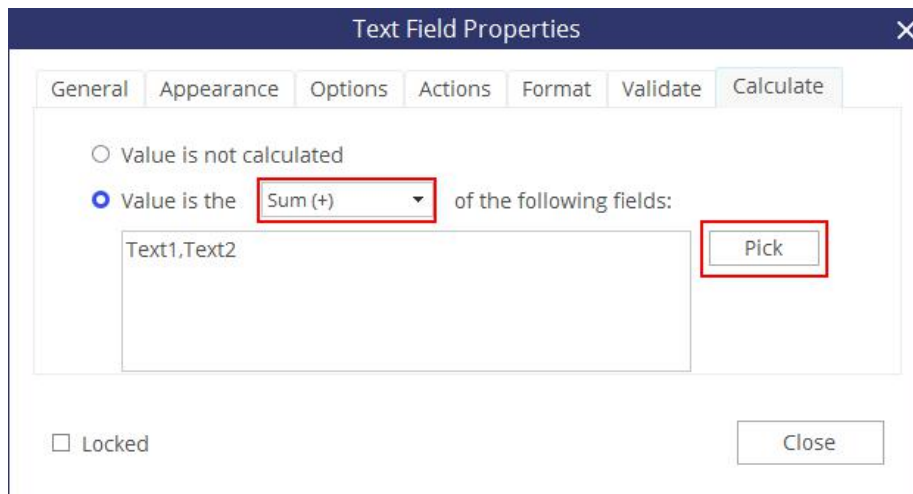 Text Field Properties
General Appearance Options Actions Format Validate Calculate
Value is not calculated
Value is the Sum (+) of the following fields:
Text1,Text2 Pick
Locked Close